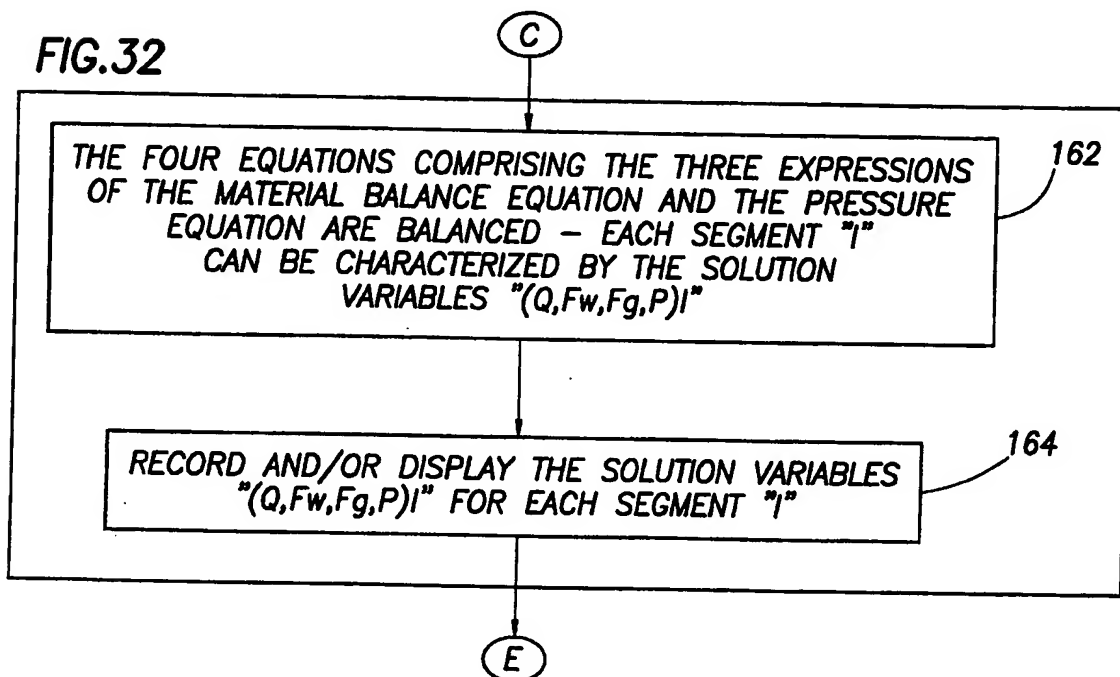 FIG.32
C
THE FOUR EQUATIONS COMPRISING THE THREE EXPRESSIONS
OF THE MATERIAL BALANCE EQUATION AND THE PRESSURE
EQUATION ARE BALANCED – EACH SEGMENT "I"
CAN BE CHARACTERIZED BY THE SOLUTION
VARIABLES "(Q,Fw,Fg,P)I"
162
RECORD AND/OR DISPLAY THE SOLUTION VARIABLES
"(Q,Fw,Fg,P)I" FOR EACH SEGMENT "I"
164
E